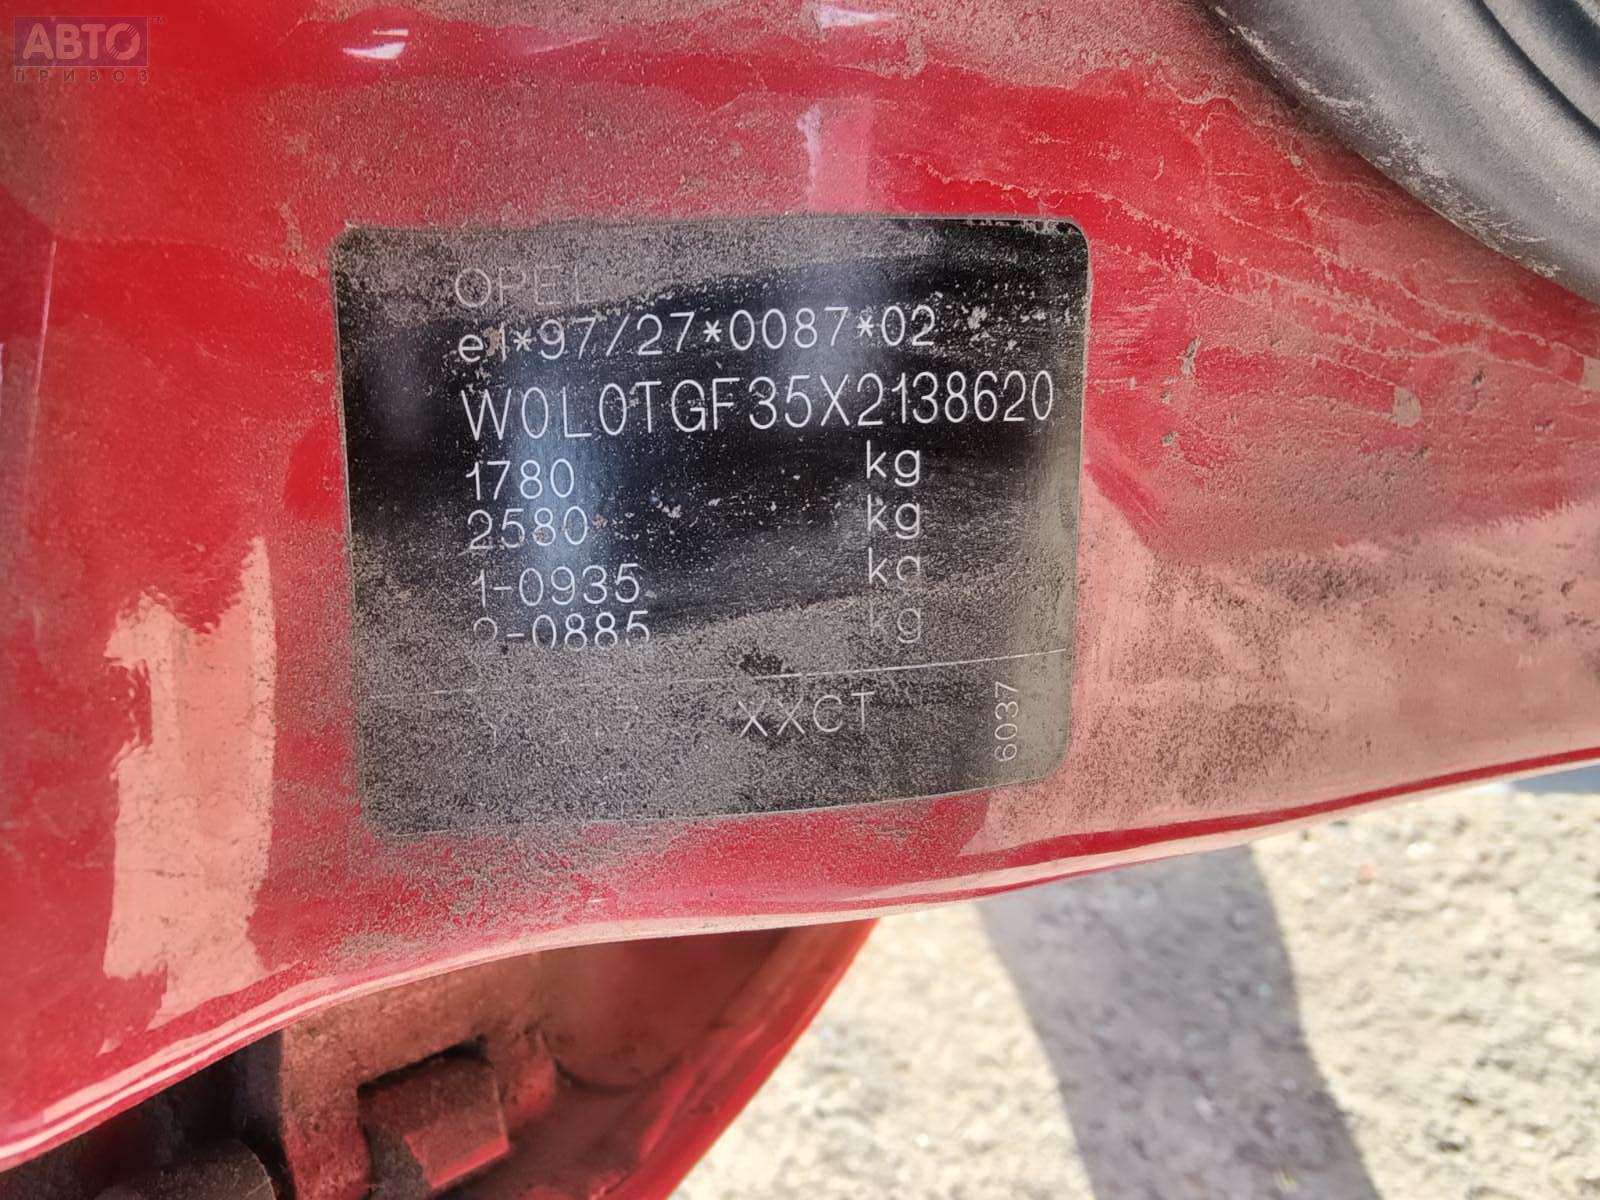 АВТО™
ПРИВОЗ
OPEL
e1*97/27*0087*02
W0L0TGF35X2138620
1780 kg
2580 kg
1-0935 kg
2-0885 kg
XXCT
6037